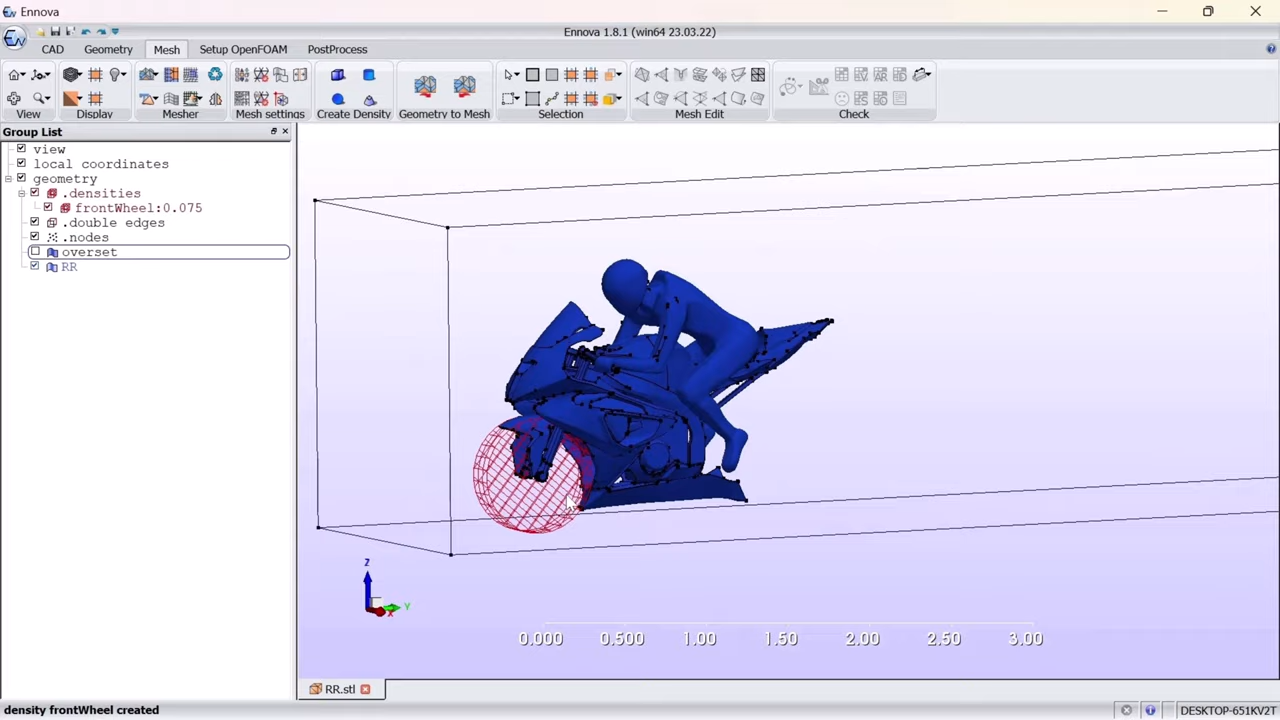 Ennova
Ennova 1.8.1 (win64 23.03.22)
CAD Geometry Mesh Setup OpenFOAM PostProcess
View Display Mesher Mesh settings Create Density Geometry to Mesh Selection Mesh Edit Check
Group List
view
local coordinates
geometry
.densities
frontWheel:0.075
.double edges
.nodes
overset
RR
Z
Y
X
0.000 0.500 1.00 1.50 2.00 2.50 3.00
RR.stl
density frontWheel created
DESKTOP-651KV2T